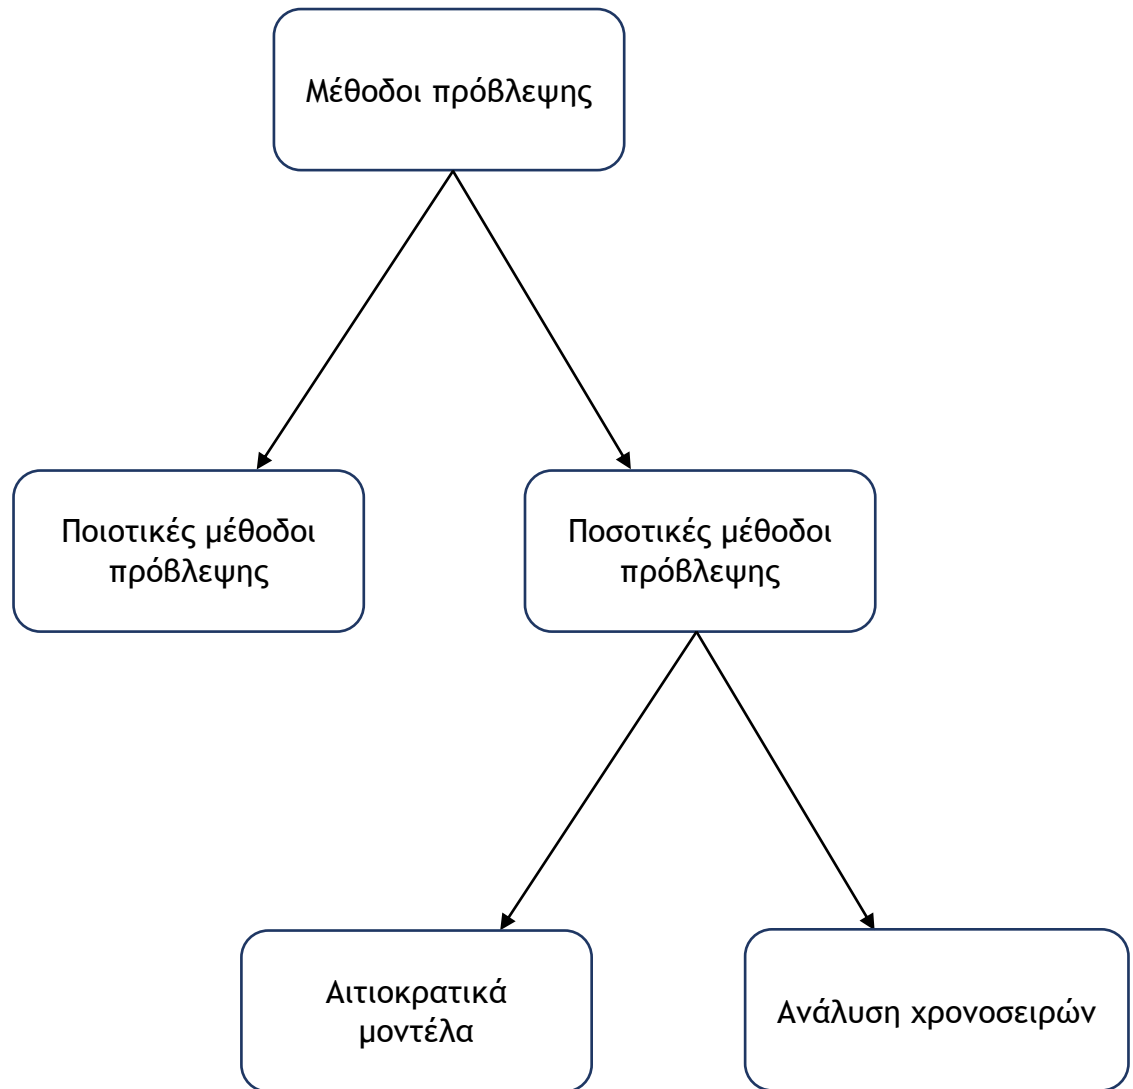 Μέθοδοι πρόβλεψης
Ποιοτικές μέθοδοι
πρόβλεψης
Ποσοτικές μέθοδοι
πρόβλεψης
Αιτιοκρατικά
μοντέλα
Ανάλυση χρονοσειρών